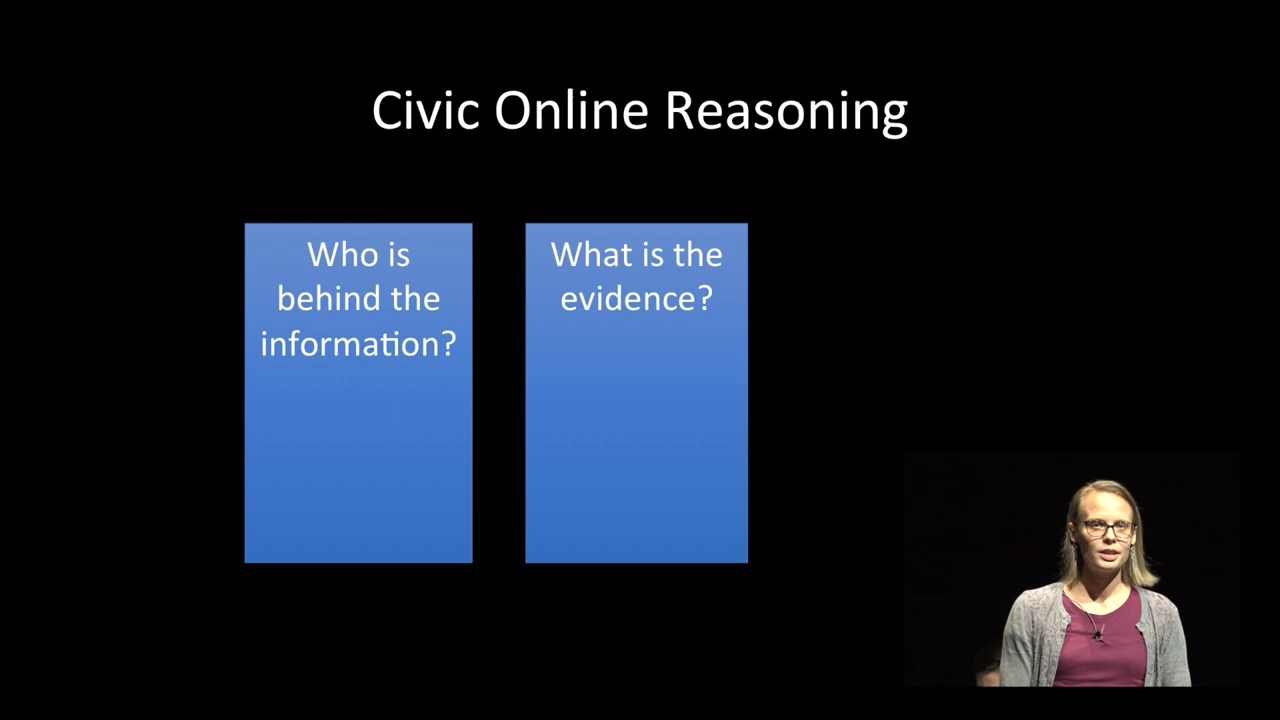 Civic Online Reasoning
Who is
behind the
information?
What is the
evidence?